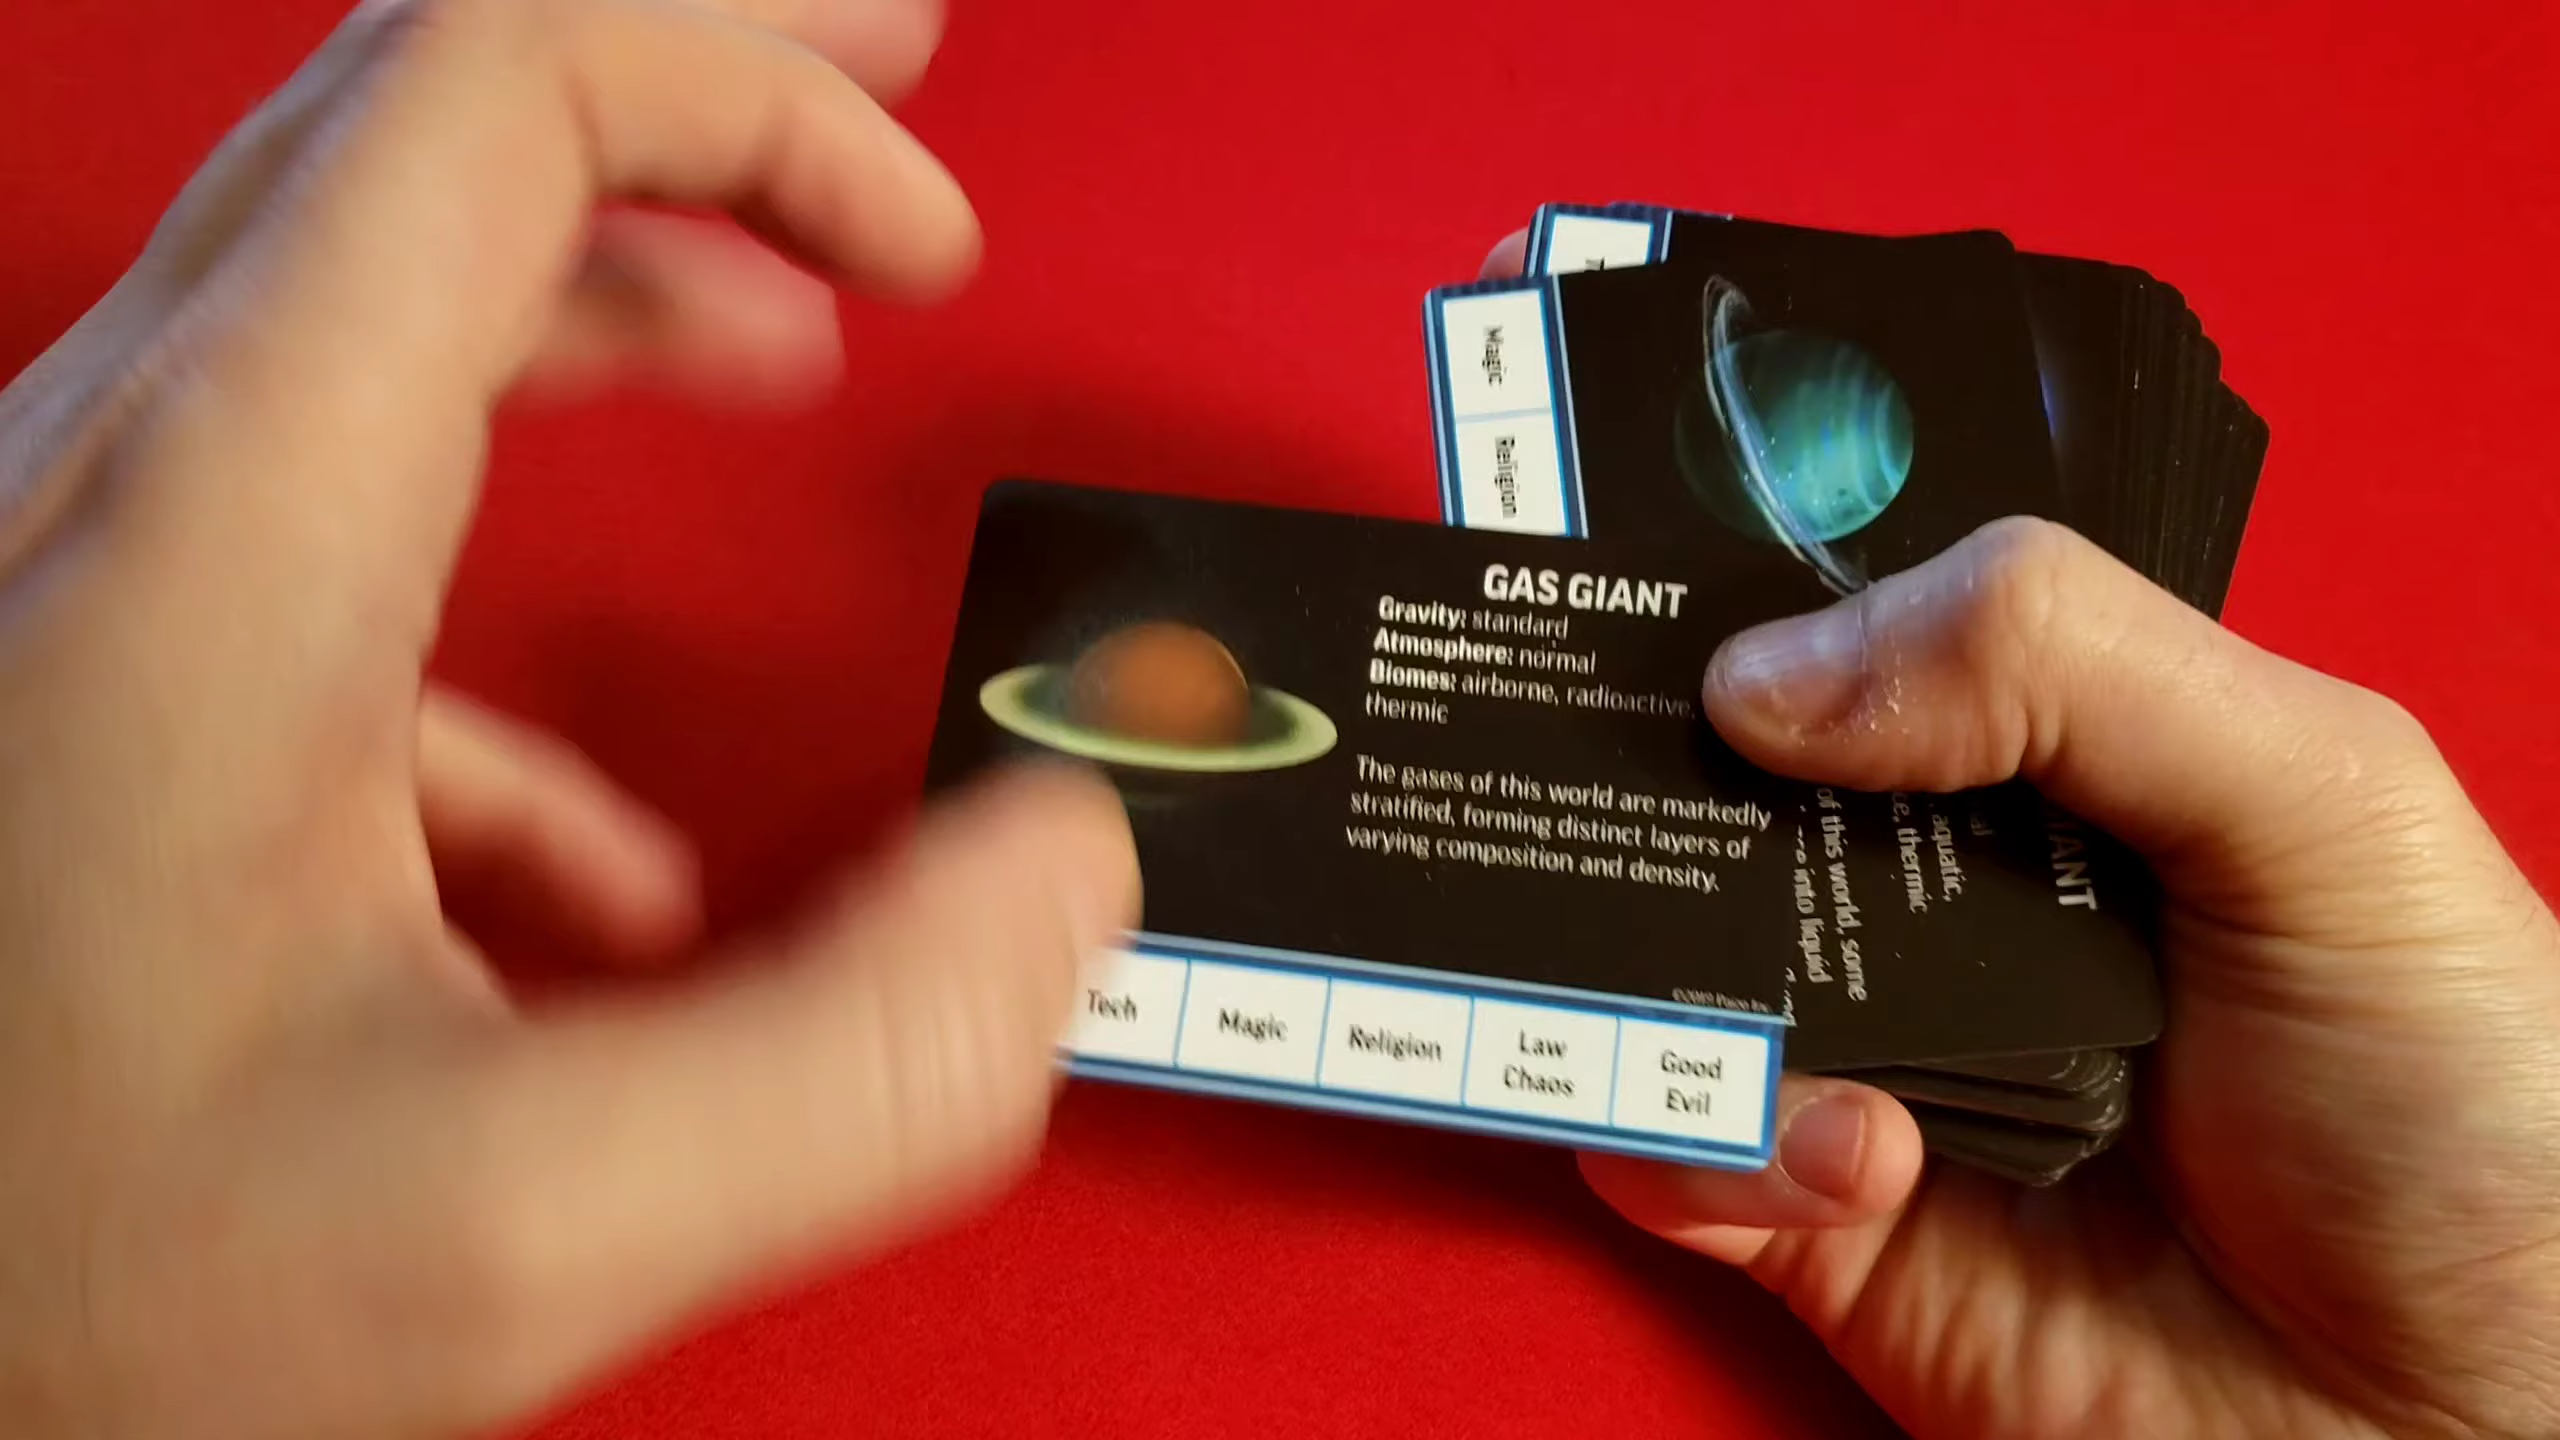 Magic
Religion
GAS GIANT
Gravity: standard
Atmosphere: normal
Biomes: airborne, radioactive,
thermic
The gases of this world are markedly
stratified, forming distinct layers of
varying composition and density.
Tech
Magic
Religion
Law
Chaos
Good
Evil
IANT
aquatic,
thermic
of this world, some
into liquid